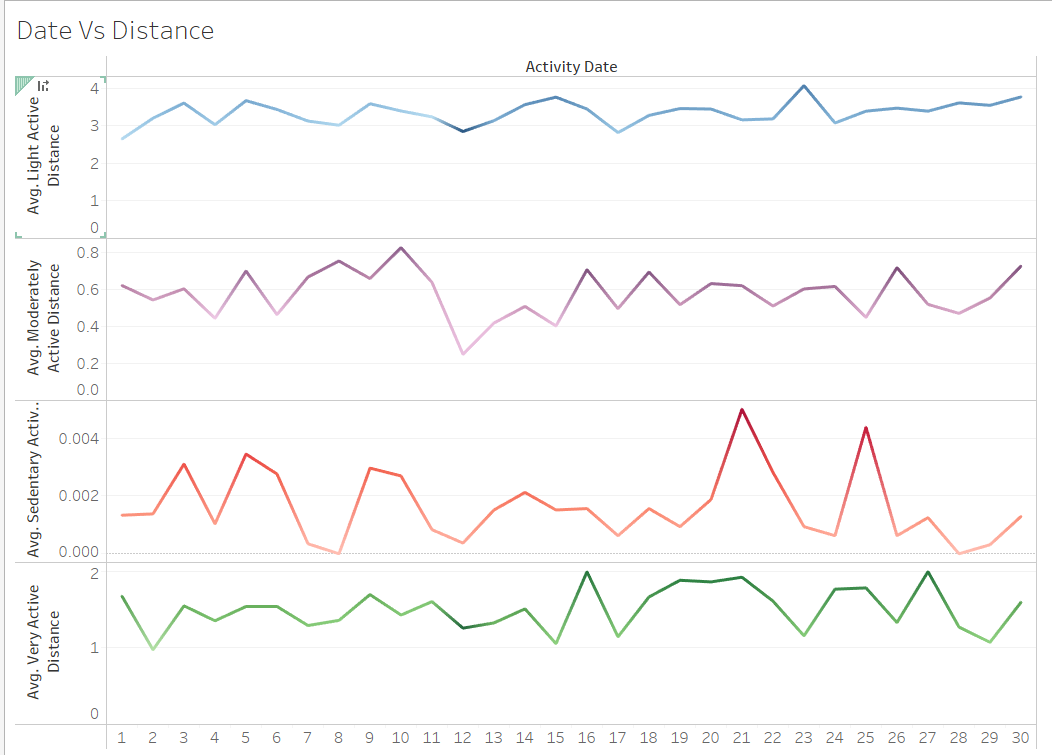 Date Vs Distance
Activity Date
Avg. Light Active
Distance
4
3
2
1
0
Avg. Moderately
Active Distance
0.8
0.6
0.4
0.2
0.0
Avg. Sedentary Activ..
0.004
0.002
0.000
Avg. Very Active
Distance
2
1
0
1 2 3 4 5 6 7 8 9 10 11 12 13 14 15 16 17 18 19 20 21 22 23 24 25 26 27 28 29 30